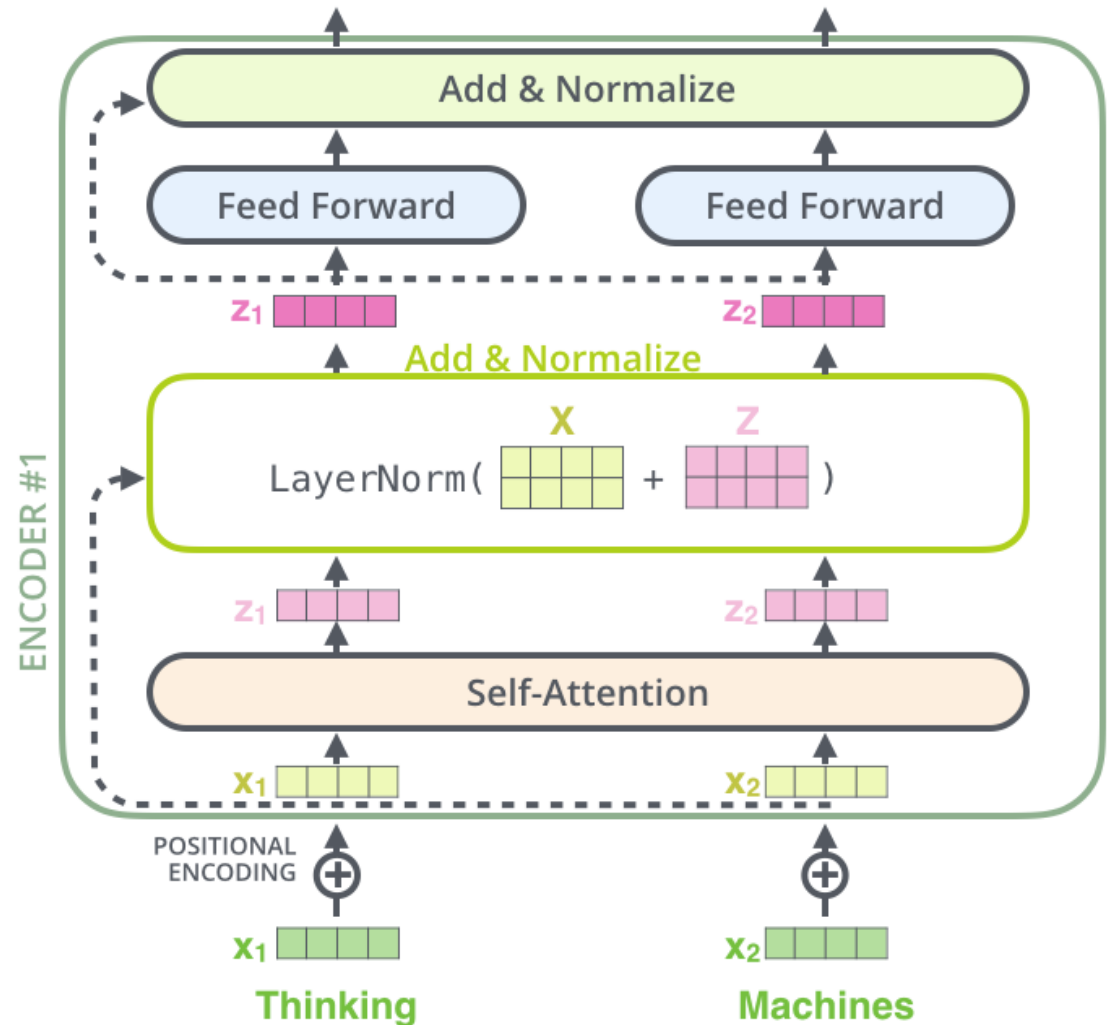 Add & Normalize
Feed Forward Feed Forward
z1 z2
Add & Normalize
X Z
LayerNorm( + )
ENCODER #1
z1 z2
Self-Attention
x1 x2
POSITIONAL
ENCODING
x1 x2
Thinking Machines